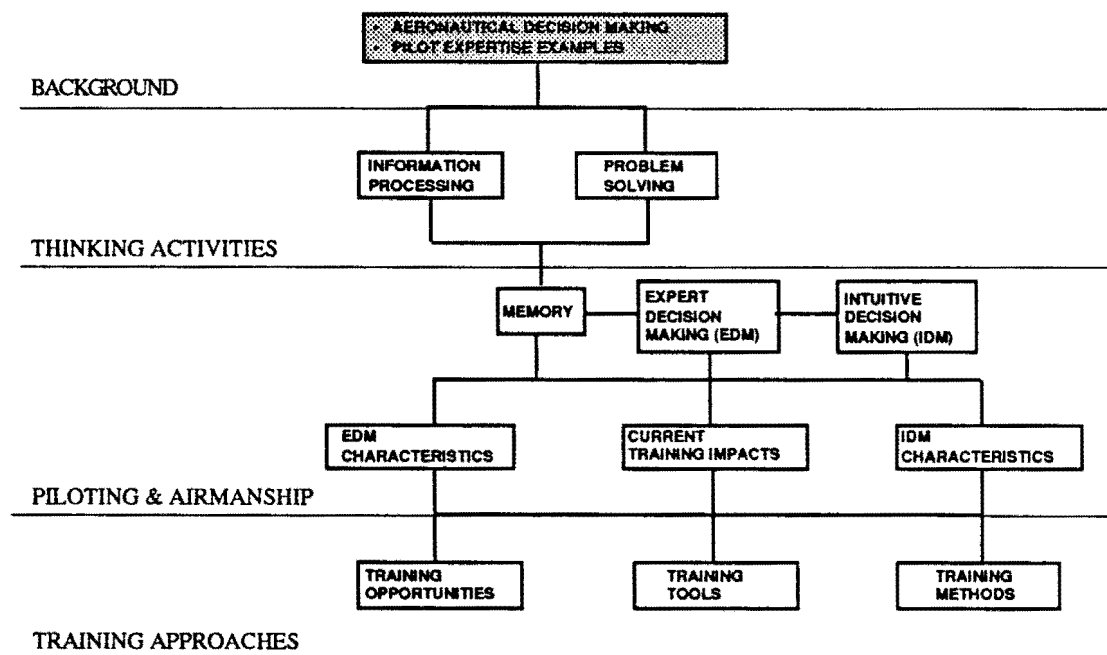 • AERONAUTICAL DECISION MAKING
• PILOT EXPERTISE EXAMPLES
BACKGROUND
INFORMATION
PROCESSING
PROBLEM
SOLVING
THINKING ACTIVITIES
MEMORY
EXPERT
DECISION
MAKING (EDM)
INTUITIVE
DECISION
MAKING (IDM)
EDM
CHARACTERISTICS
CURRENT
TRAINING IMPACTS
IDM
CHARACTERISTICS
PILOTING & AIRMANSHIP
TRAINING
OPPORTUNITIES
TRAINING
TOOLS
TRAINING
METHODS
TRAINING APPROACHES